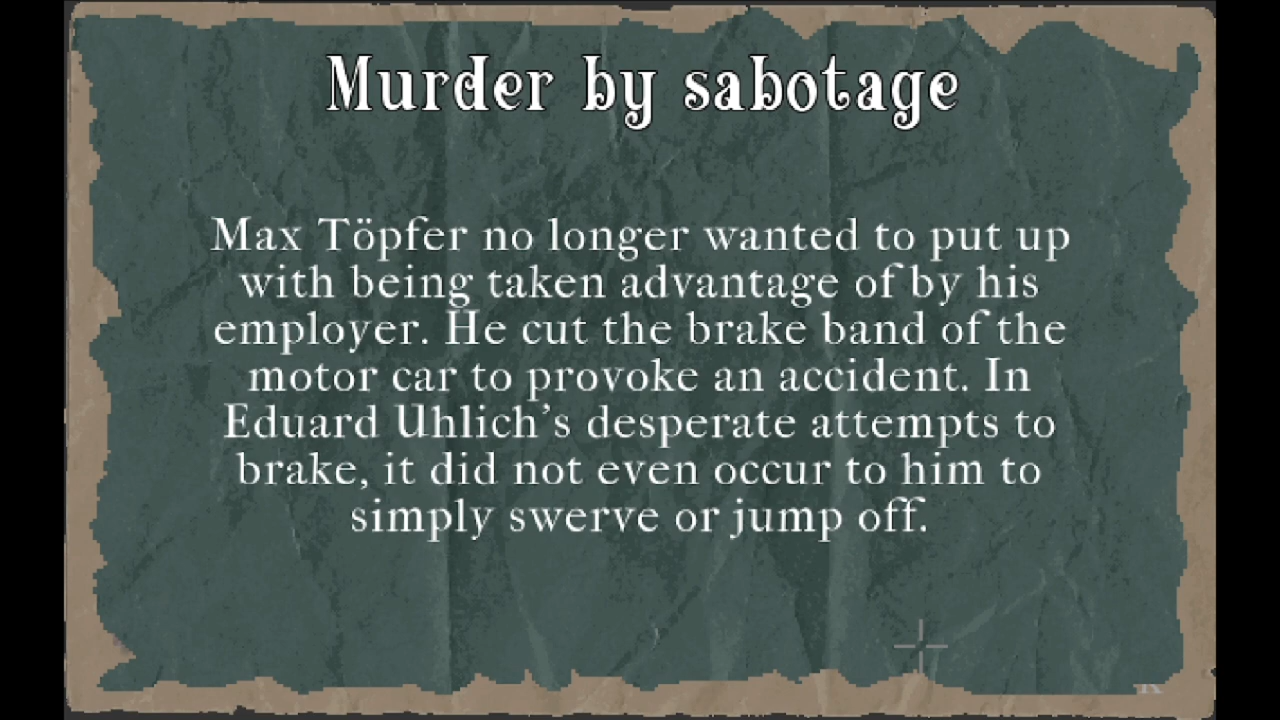 Murder by sabotage
Max Töpfer no longer wanted to put up
with being taken advantage of by his
employer. He cut the brake band of the
motor car to provoke an accident. In
Eduard Uhlich’s desperate attempts to
brake, it did not even occur to him to
simply swerve or jump off.